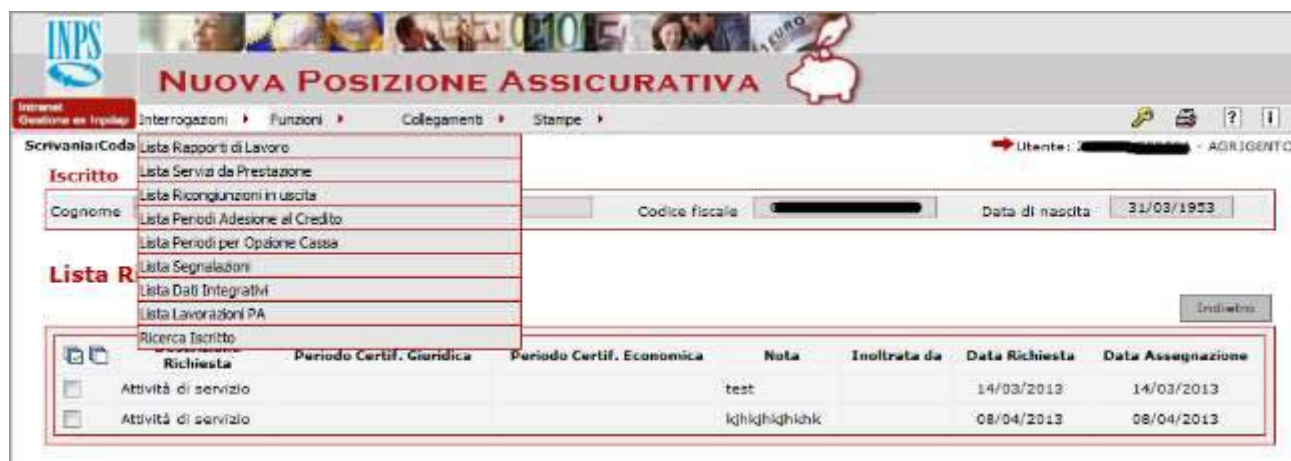 INPS
EURO
NUOVA POSIZIONE ASSICURATIVA
Intranet
Gestione ex Inpdap
Interrogazioni Funzioni Collegamenti Stampe ? i
Scrivania:Coda
Utente: - AGRIGENTO
Lista Rapporti di Lavoro
Lista Servizi da Prestazione
Lista Ricongiunzioni in uscita
Lista Periodi Adesione al Credito
Lista Periodi per Opzione Cassa
Lista Segnalazioni
Lista Dati Integrativi
Lista Lavorazioni PA
Ricerca Iscritto
Iscritto
Cognome Codice fiscale Data di nascita 31/03/1953
Lista R
Indietro
Richiesta Periodo Certif. Giuridica Periodo Certif. Economica Nota Inoltrata da Data Richiesta Data Assegnazione
Attività di servizio test 14/03/2013 14/03/2013
Attività di servizio 08/04/2013 08/04/2013